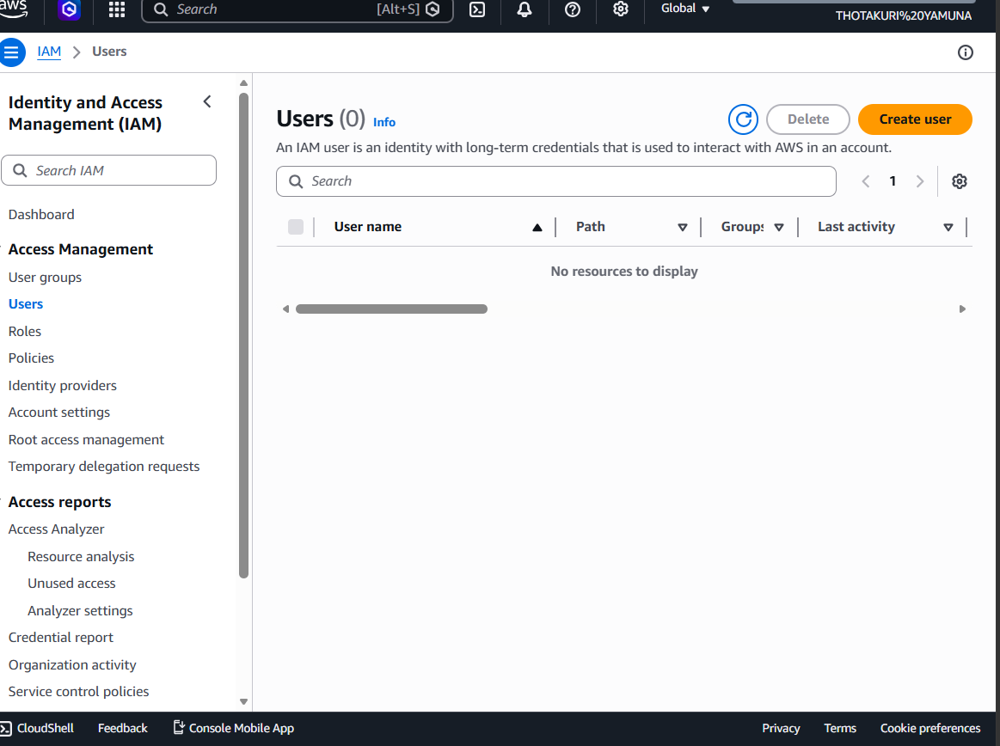 aws
Search [Alt+S]
Global
THOTAKURI%20YAMUNA
IAM Users
Identity and Access
Management (IAM)
Search IAM
Dashboard
Access Management
User groups
Users
Roles
Policies
Identity providers
Account settings
Root access management
Temporary delegation requests
Access reports
Access Analyzer
Resource analysis
Unused access
Analyzer settings
Credential report
Organization activity
Service control policies
Users (0) Info
Delete
Create user
An IAM user is an identity with long-term credentials that is used to interact with AWS in an account.
Search
1
User name Path Groups Last activity
No resources to display
CloudShell Feedback Console Mobile App Privacy Terms Cookie preferences